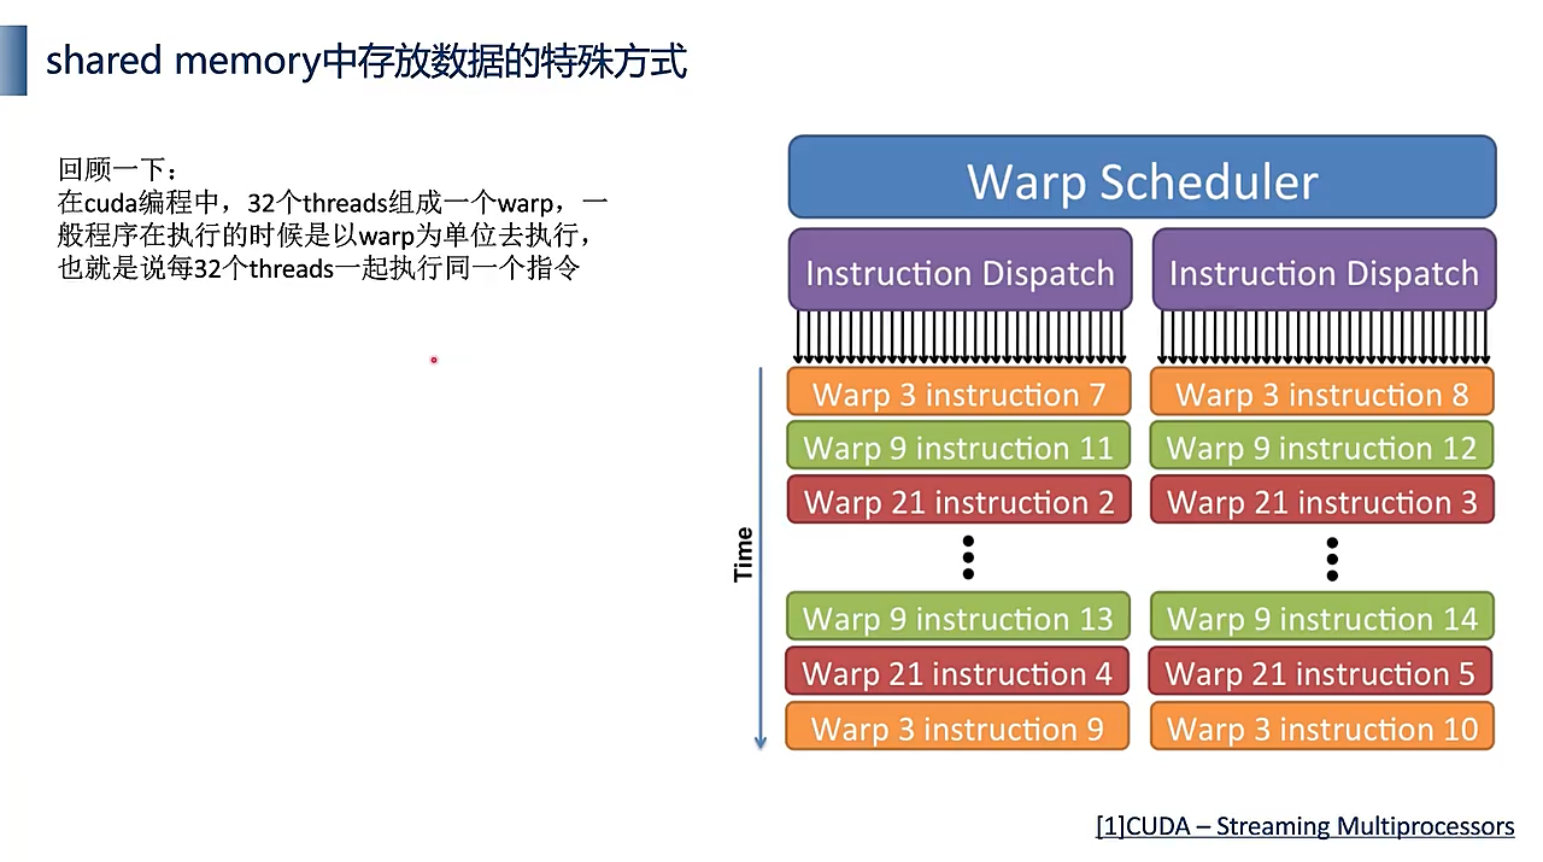 shared memory中存放数据的特殊方式
回顾一下：
在cuda编程中，32个threads组成一个warp，一
般程序在执行的时候是以warp为单位去执行，
也就是说每32个threads一起执行同一个指令
Warp Scheduler
Instruction Dispatch
Instruction Dispatch
Warp 3 instruction 7
Warp 3 instruction 8
Warp 9 instruction 11
Warp 9 instruction 12
Warp 21 instruction 2
Warp 21 instruction 3
Time
Warp 9 instruction 13
Warp 9 instruction 14
Warp 21 instruction 4
Warp 21 instruction 5
Warp 3 instruction 9
Warp 3 instruction 10
[1]CUDA – Streaming Multiprocessors